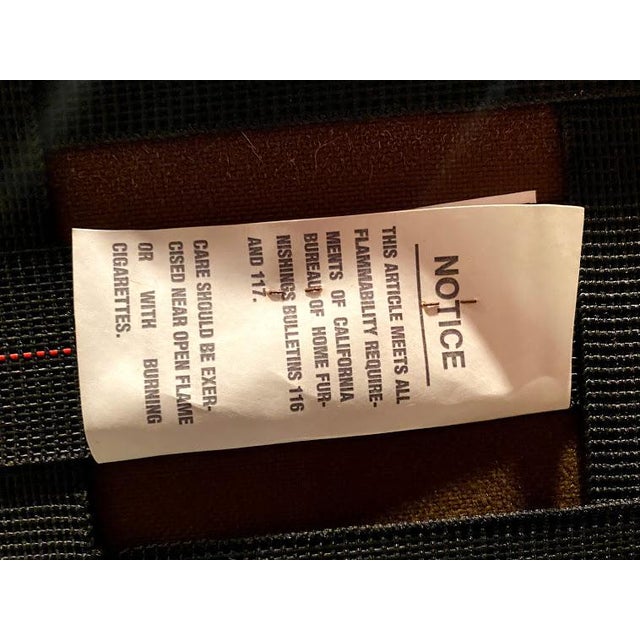 NOTICE
THIS ARTICLE MEETS ALL
FLAMMABILITY REQUIRE-
MENTS OF CALIFORNIA
BUREAU OF HOME FUR-
NISHINGS BULLETINS 116
AND 117.
CARE SHOULD BE EXER-
CISED NEAR OPEN FLAME
OR WITH BURNING
CIGARETTES.